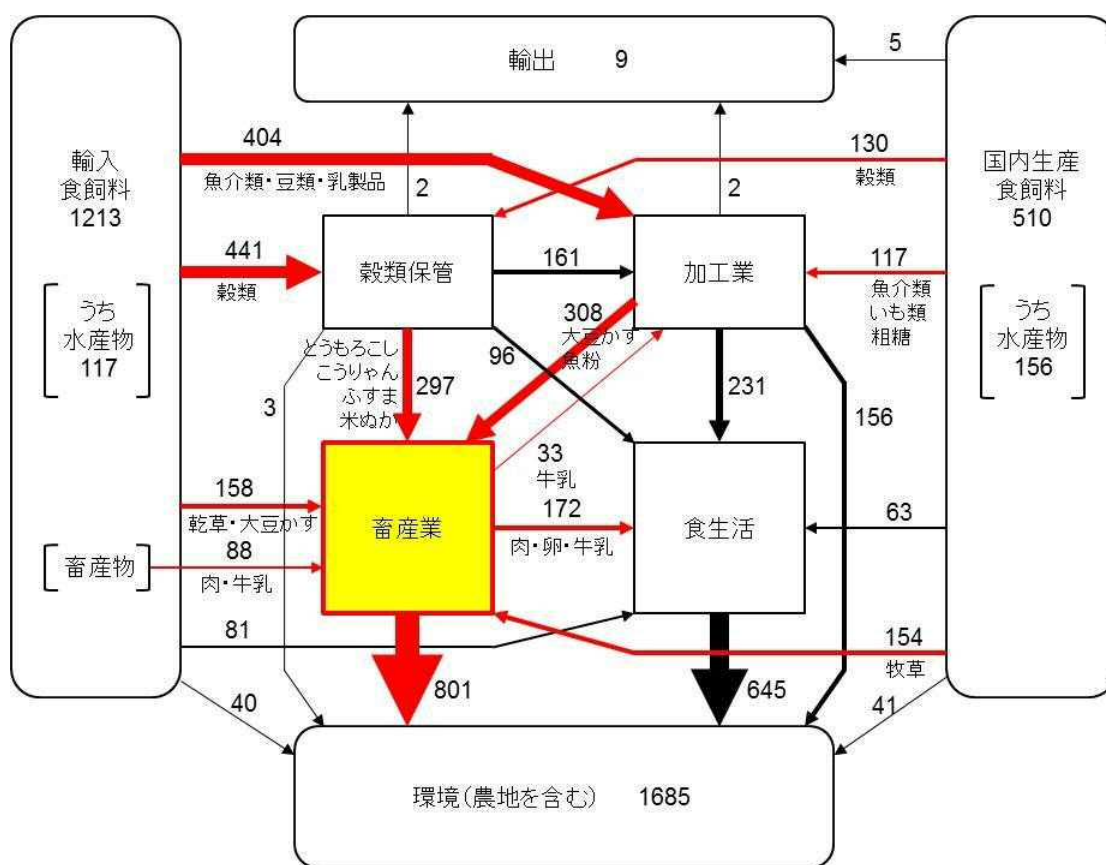 輸出 9
5
輸入
食飼料
1213
404
魚介類・豆類・乳製品
2
2
130
穀類
国内生産
食飼料
510
441
穀類
穀類保管
161
加工業
117
魚介類
いも類
粗糖
うち
水産物
117
うち
水産物
156
308
大豆かす
魚粉
とうもろこし
こうりゃん
ふすま
米ぬか
297
96
231
3
156
33
牛乳
158
乾草・大豆かす
畜産業
172
肉・卵・牛乳
食生活
63
畜産物
88
肉・牛乳
81
154
牧草
801
645
40
41
環境(農地を含む) 1685